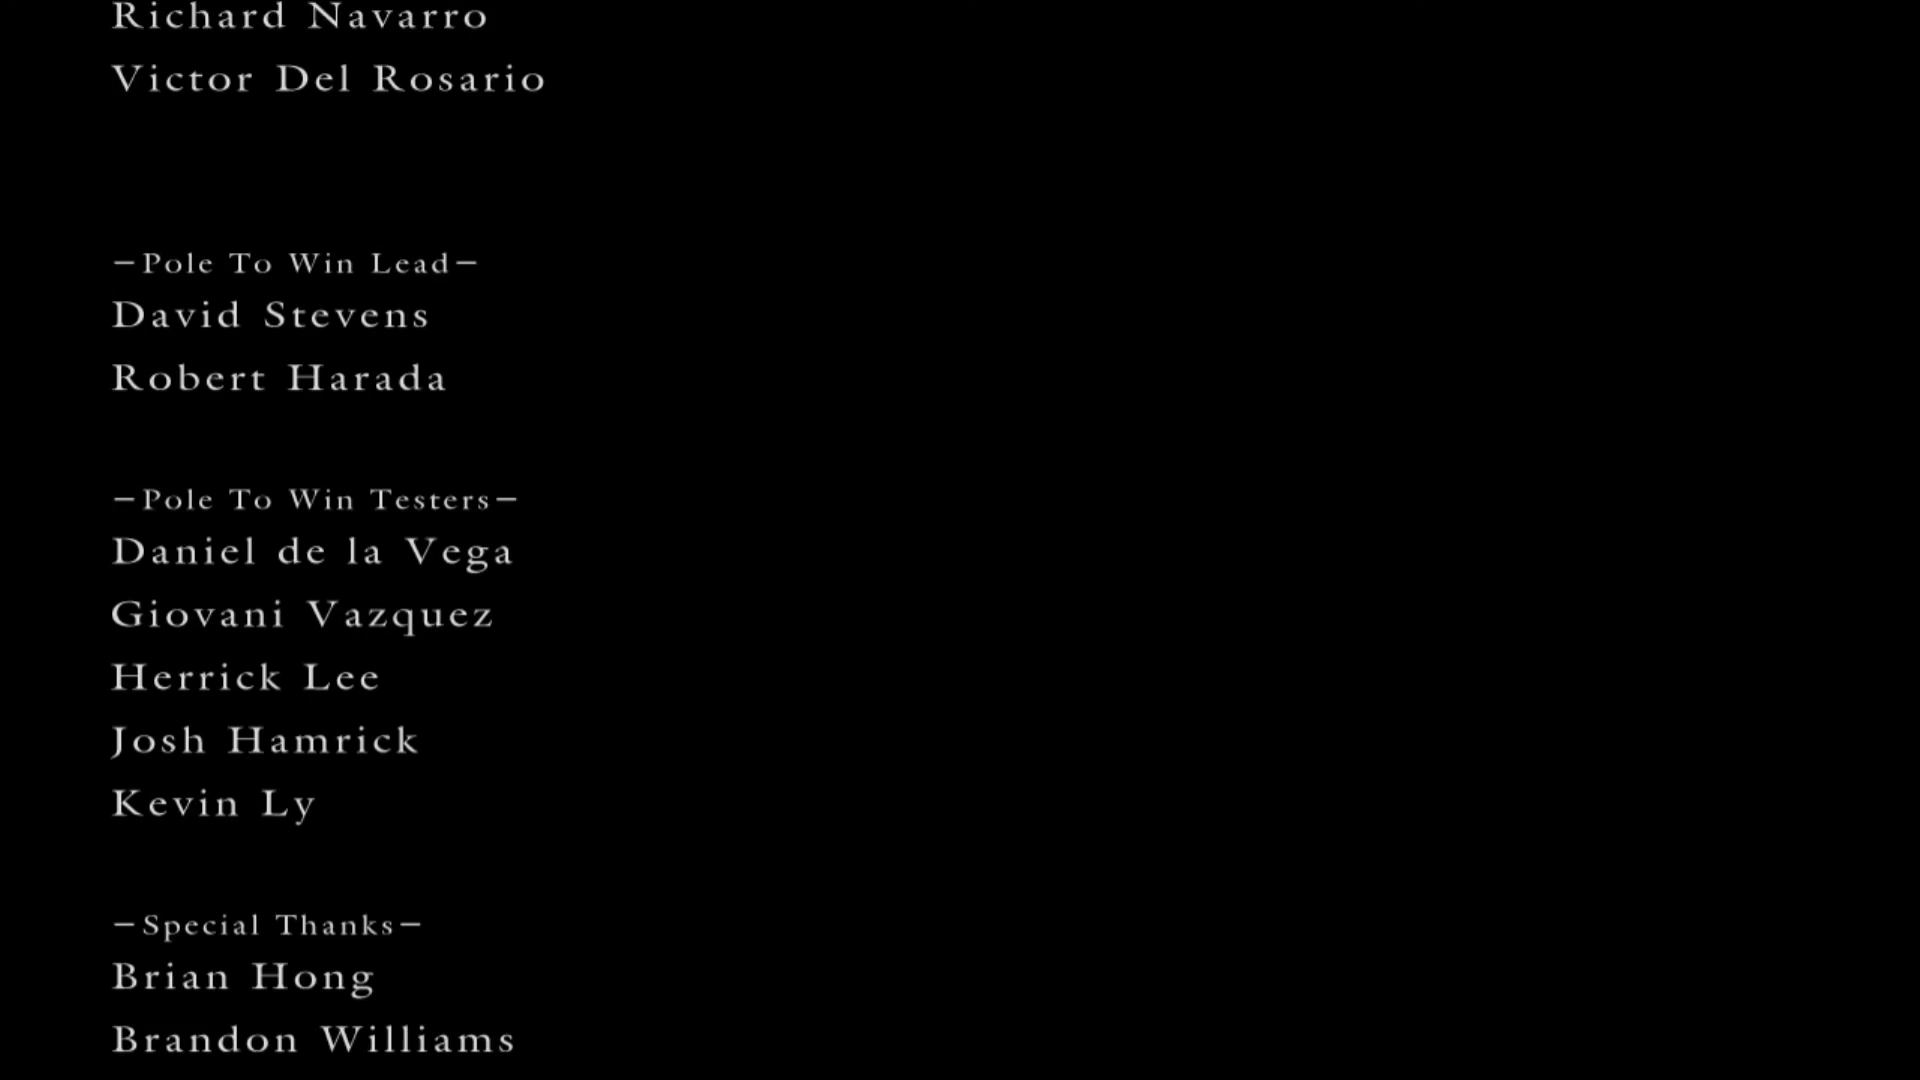 Richard Navarro
Victor Del Rosario
—Pole To Win Lead—
David Stevens
Robert Harada
—Pole To Win Testers—
Daniel de la Vega
Giovani Vazquez
Herrick Lee
Josh Hamrick
Kevin Ly
—Special Thanks—
Brian Hong
Brandon Williams